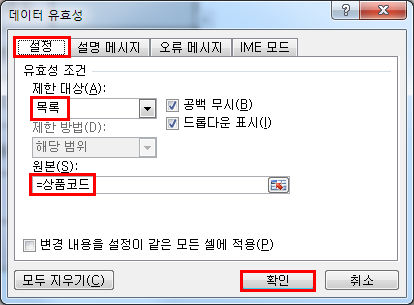 데이터 유효성
설정 설명 메시지 오류 메시지 IME 모드
유효성 조건
제한 대상(A):
목록 공백 무시(B)
제한 방법(D): 드롭다운 표시(I)
해당 범위
원본(S):
=상품코드
변경 내용을 설정이 같은 모든 셀에 적용(P)
모두 지우기(C) 확인 취소